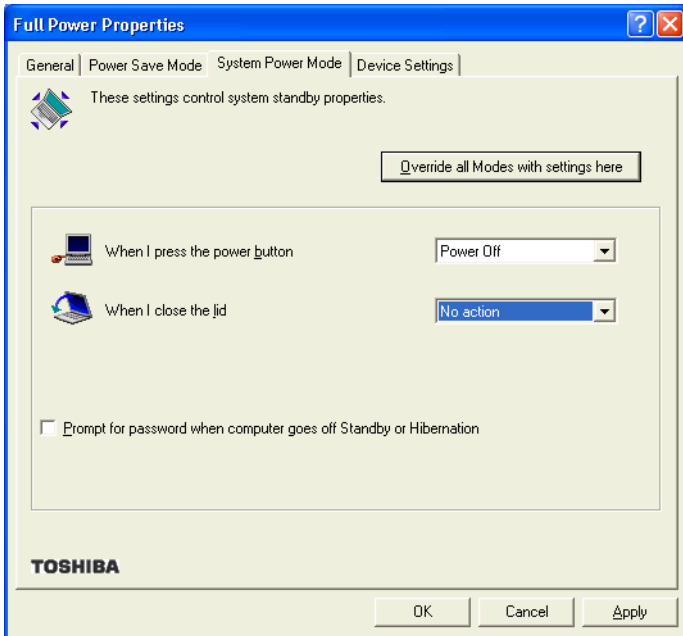 Full Power Properties
General Power Save Mode System Power Mode Device Settings
These settings control system standby properties.
Override all Modes with settings here
When I press the power button Power Off
When I close the lid No action
Prompt for password when computer goes off Standby or Hibernation
TOSHIBA
OK Cancel Apply